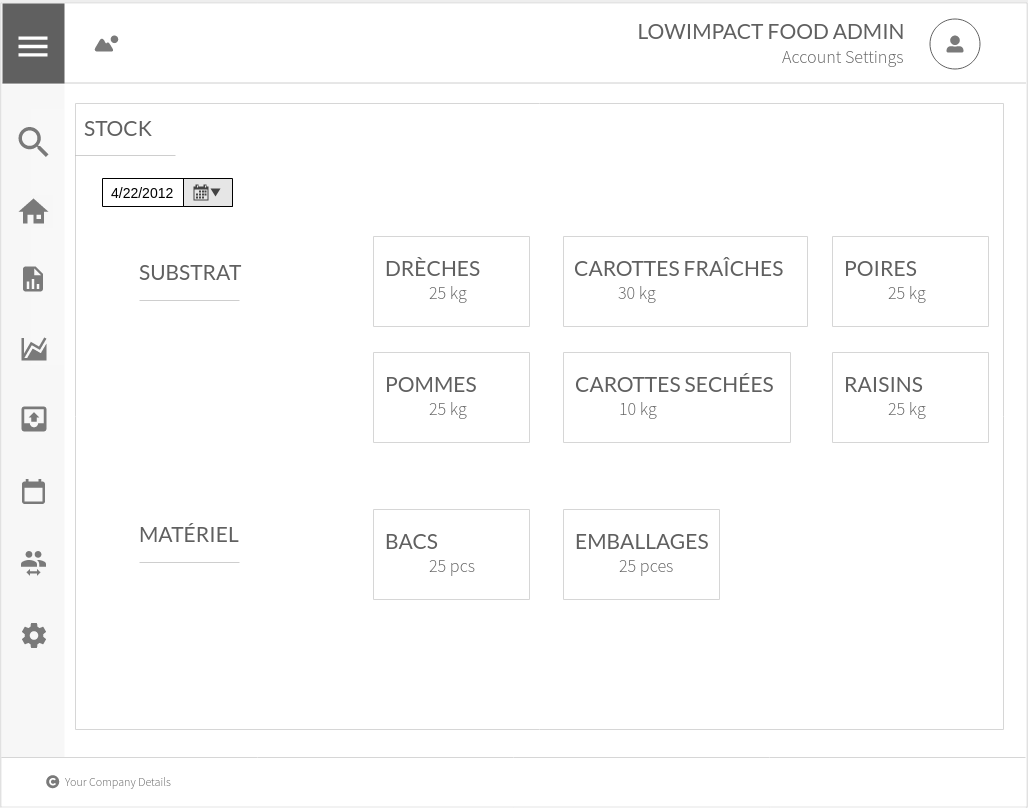 LOWIMPACT FOOD ADMIN
Account Settings
STOCK
4/22/2012
SUBSTRAT
DRÈCHES
25 kg
CAROTTES FRAÎCHES
30 kg
POIRES
25 kg
POMMES
25 kg
CAROTTES SECHÉES
10 kg
RAISINS
25 kg
MATÉRIEL
BACS
25 pcs
EMBALLAGES
25 pces
Your Company Details